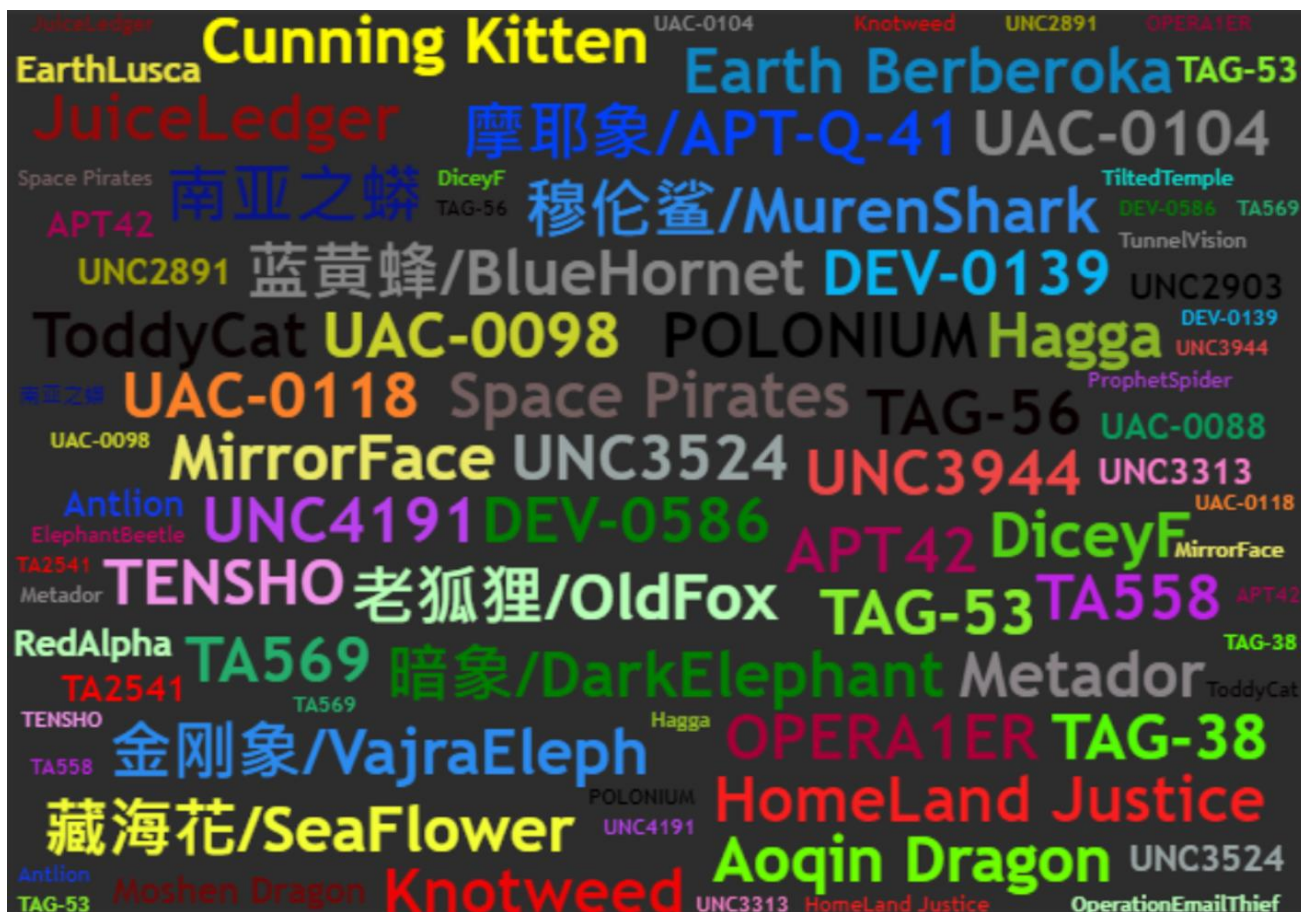 JuiceLedger Cunning Kitten UAC-0104 Knotweed UNC2891 OPERA1ER
EarthLusca Earth Berberoka TAG-53
JuiceLedger 摩耶象/APT-Q-41 UAC-0104
Space Pirates 南亚之蟒 DiceyF 穆伦鲨/MurenShark TiltedTemple
APT42 TAG-56 DEV-0586 TA569
UNC2891 蓝黄蜂/BlueHornet DEV-0139 TunnelVision
UNC2903
ToddyCat UAC-0098 POLONIUM Hagga DEV-0139
UNC3944
南亚之蟒 UAC-0118 Space Pirates TAG-56 ProphetSpider
UAC-0088
UAC-0098 MirrorFace UNC3524 UNC3944 UNC3313
Antlion UNC4191 DEV-0586 UAC-0118
ElephantBeetle APT42 DiceyF MirrorFace
TA2541 TENSHO 老狐狸/OldFox TAG-53 TA558 APT42
Metador
RedAlpha TA569 暗象/DarkElephant Metador TAG-38
TA2541 TA569 ToddyCat
TENSHO 金刚象/VajraEleph Hagga OPERA1ER TAG-38
TA558
藏海花/SeaFlower POLONIUM HomeLand Justice
UNC4191
Antlion Aoqin Dragon UNC3524
TAG-53 Moshen Dragon Knotweed UNC3313 HomeLand Justice OperationEmailThief